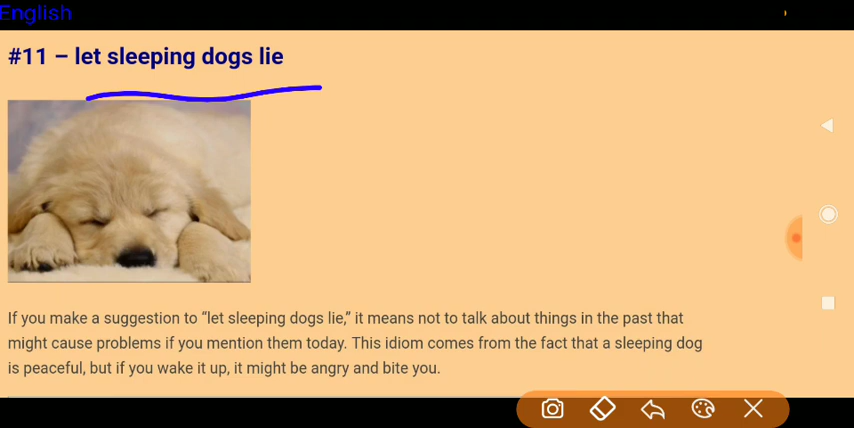 English
#11 – let sleeping dogs lie
If you make a suggestion to “let sleeping dogs lie,” it means not to talk about things in the past that
might cause problems if you mention them today. This idiom comes from the fact that a sleeping dog
is peaceful, but if you wake it up, it might be angry and bite you.